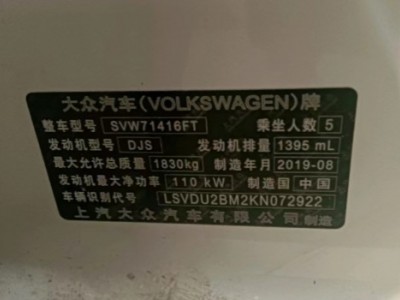 大众汽车(VOLKSWAGEN)牌
整车型号 SVW71416FT 乘坐人数 5
发动机型号 DJS 发动机排量 1395 mL
最大允许总质量 1830kg 制造年月 2019-08
发动机最大净功率 110 kW 制造国 中国
车辆识别代号 LSVDU2BM2KN072922
上汽大众汽车有限公司制造